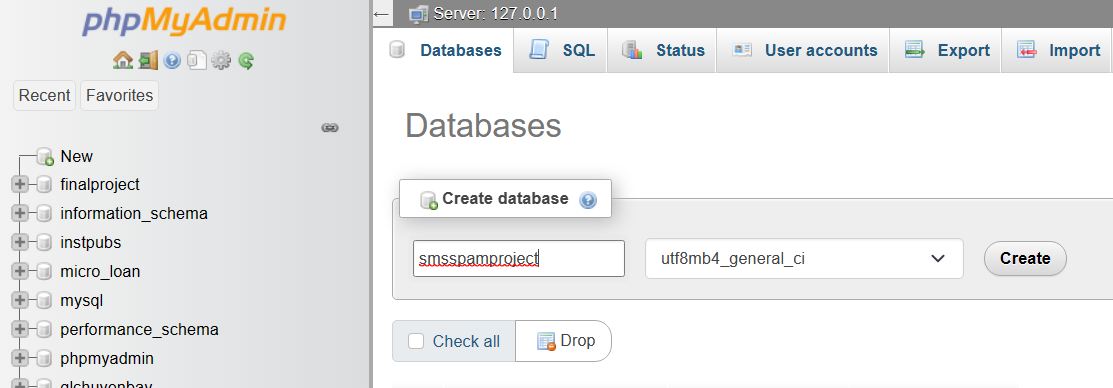 phpMyAdmin
Recent Favorites
New
finalproject
information_schema
instpubs
micro_loan
mysql
performance_schema
phpmyadmin
qlchuyenbay
← Server: 127.0.0.1
Databases SQL Status User accounts Export Import
Databases
Create database
smsspamproject utf8mb4_general_ci Create
Check all Drop